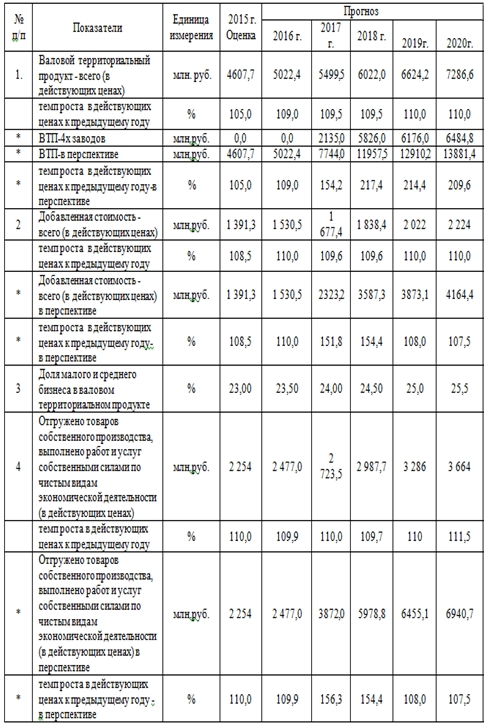 № п/п Показатели Единица измерения 2015 г. Оценка Прогноз
2016 г. 2017 г. 2018 г. 2019г. 2020г.
1. Валовой территориальный продукт - всего (в действующих ценах) млн. руб. 4607,7 5022,4 5499,5 6022,0 6624,2 7286,6
темп роста в действующих ценах к предыдущему году % 105,0 109,0 109,5 109,5 110,0 110,0
* ВТП-4х заводов млн.руб. 0,0 0,0 2135,0 5826,0 6176,0 6484,8
* ВТП-в перспективе млн.руб. 4607,7 5022,4 7744,0 11957,5 12910,2 13881,4
* темп роста в действующих ценах к предыдущему году-в перспективе % 105,0 109,0 154,2 217,4 214,4 209,6
2 Добавленная стоимость - всего (в действующих ценах) млн.руб. 1 391,3 1 530,5 1 677,4 1 838,4 2 022 2 224
темп роста в действующих ценах к предыдущему году % 108,5 110,0 109,6 109,6 110,0 110,0
* Добавленная стоимость - всего (в действующих ценах) в перспективе млн.руб. 1 391,3 1 530,5 2323,2 3587,3 3873,1 4164,4
* темп роста в действующих ценах к предыдущему году- в перспективе % 108,5 110,0 151,8 154,4 108,0 107,5
3 Доля малого и среднего бизнеса в валовом территориальном продукте % 23,00 23,50 24,00 24,50 25,0 25,5
4 Отгружено товаров собственного производства, выполнено работ и услуг собственными силами по чистым видам экономической деятельности (в действующих ценах) млн.руб. 2 254 2 477,0 2 723,5 2 987,7 3 286 3 664
темп роста в действующих ценах к предыдущему году % 110,0 109,9 110,0 109,7 110 111,5
* Отгружено товаров собственного производства, выполнено работ и услуг собственными силами по чистым видам экономической деятельности (в действующих ценах) в перспективе млн.руб. 2 254 2 477,0 3872,0 5978,8 6455,1 6940,7
* темп роста в действующих ценах к предыдущему году - в перспективе % 110,0 109,9 156,3 154,4 108,0 107,5